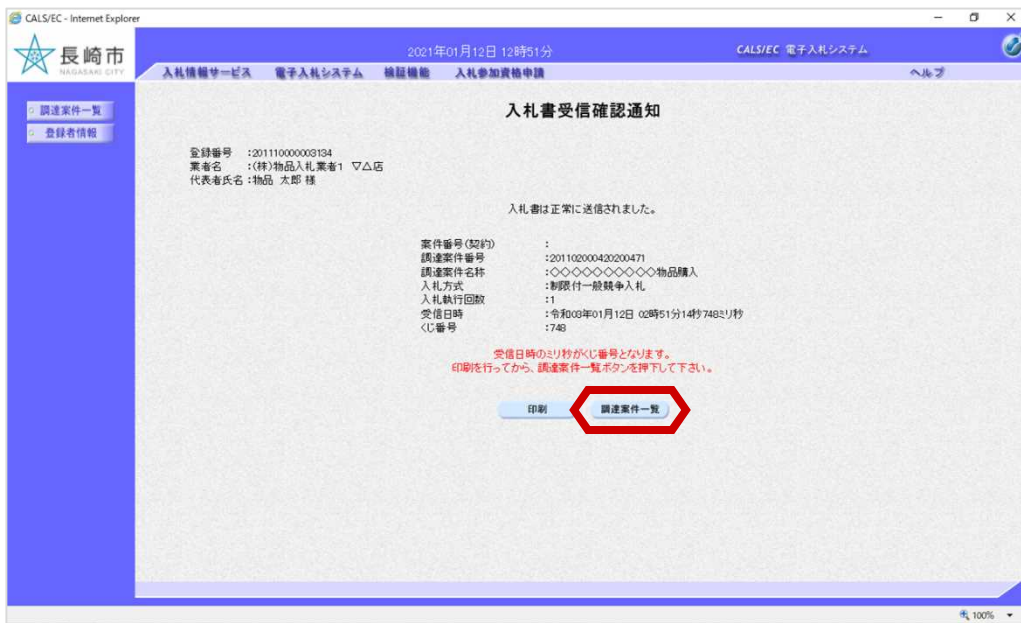 CALS/EC - Internet Explorer
長崎市
NAGASAKI CITY
2021年01月12日 12時51分
CALS/EC 電子入札システム
入札情報サービス 電子入札システム 検証機能 入札参加資格申請 ヘルプ
調達案件一覧
登録者情報
入札書受信確認通知
登録番号 :201110000003134
業者名 :(株)物品入札業者1 ▽△店
代表者氏名 :物品 太郎 様
入札書は正常に送信されました。
案件番号(契約) :
調達案件番号 :201102000420200471
調達案件名称 :◇◇◇◇◇◇◇◇◇◇物品購入
入札方式 :制限付一般競争入札
入札執行回数 :1
受信日時 :令和03年01月12日 02時51分14秒748ミリ秒
くじ番号 :748
受信日時のミリ秒がくじ番号となります。
印刷を行ってから、調達案件一覧ボタンを押下して下さい。
印刷 調達案件一覧
100%